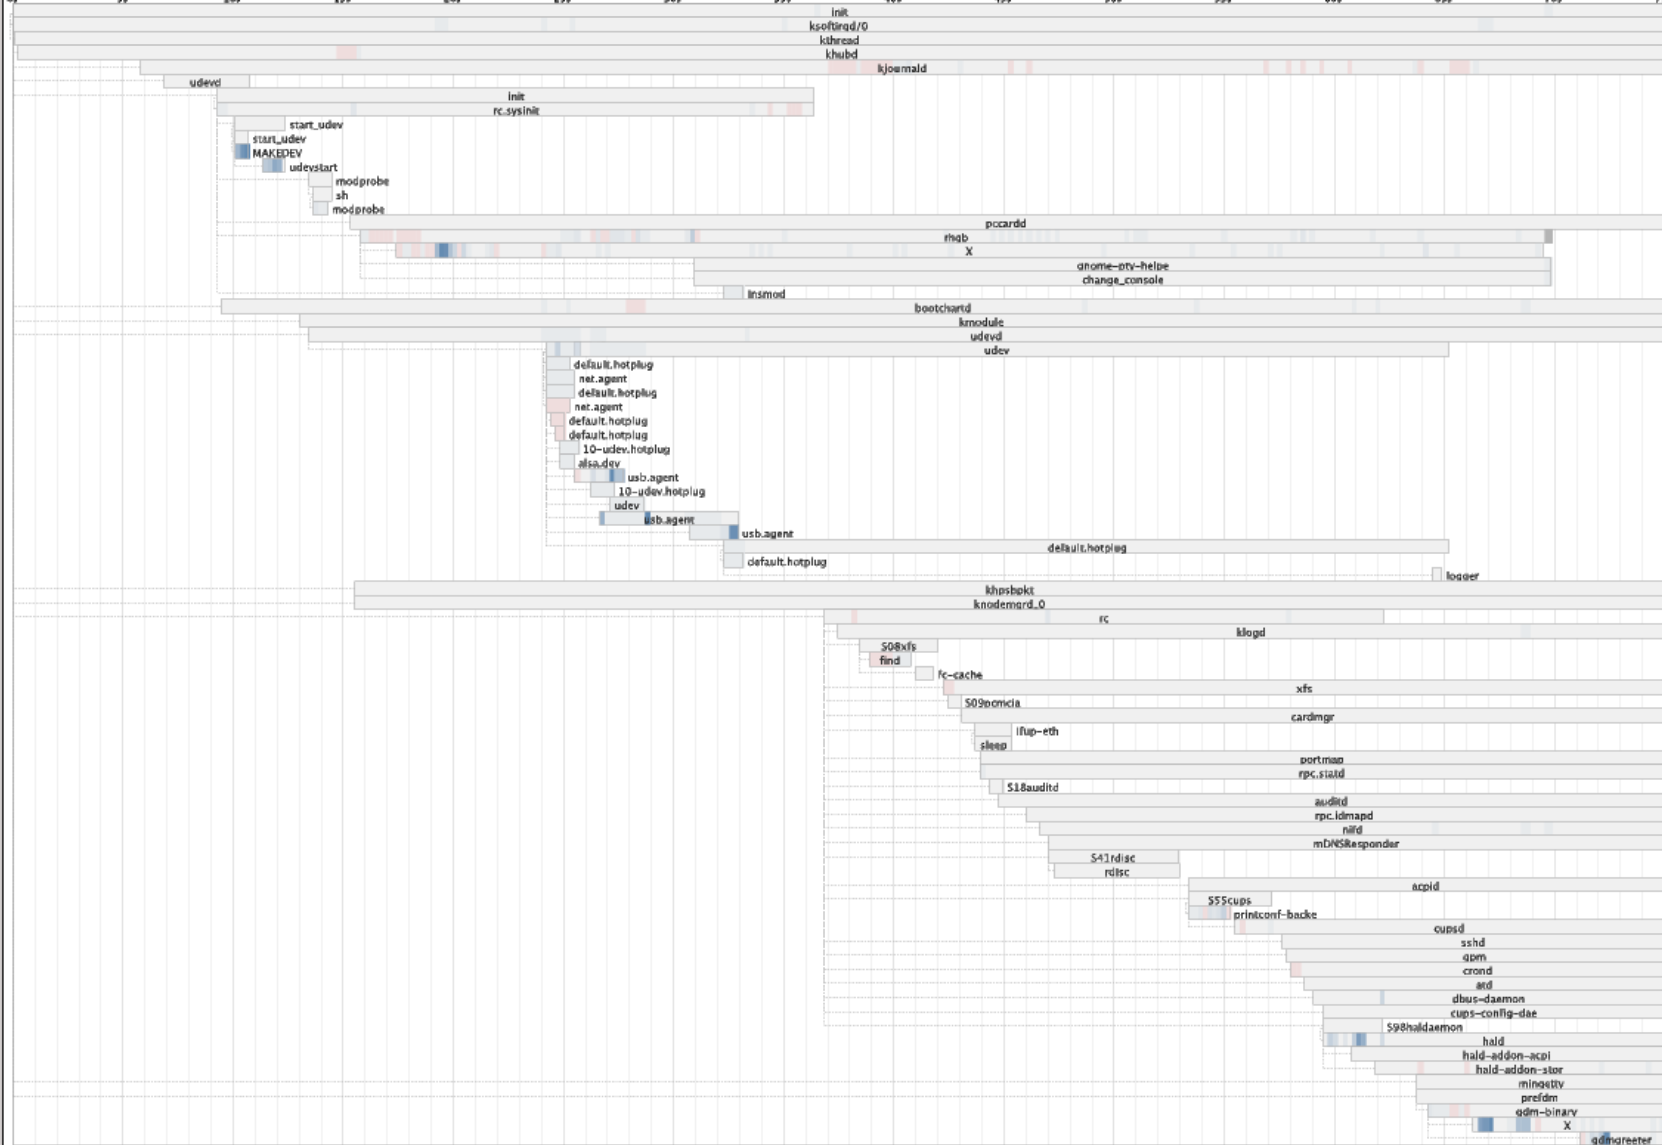 init
ksoftirqd/0
kthread
khubd
kjournald
udevd
init
rc.sysinit
start_udev
start_udev
MAKEDEV
udevstart
modprobe
sh
modprobe
pccardd
rhgb
X
gnome-pty-helpe
change_console
insmod
bootchartd
kmodule
udevd
udev
default.hotplug
net.agent
default.hotplug
net.agent
default.hotplug
default.hotplug
10-udev.hotplug
alsa.dev
usb.agent
10-udev.hotplug
udev
usb.agent
usb.agent
default.hotplug
default.hotplug
logger
khpsbpkt
knodemgrd_0
rc
klogd
S08xfs
find
fc-cache
xfs
S09pcmcia
cardmgr
ifup-eth
sleep
portmap
rpc.statd
S18auditd
auditd
rpc.idmapd
nifd
mDNSResponder
S41rdisc
rdisc
acpid
S55cups
printconf-backe
cupsd
sshd
gpm
crond
atd
dbus-daemon
cups-config-dae
S98haldaemon
hald
hald-addon-acpi
hald-addon-stor
mingetty
prefdm
gdm-binary
X
gdmgreeter